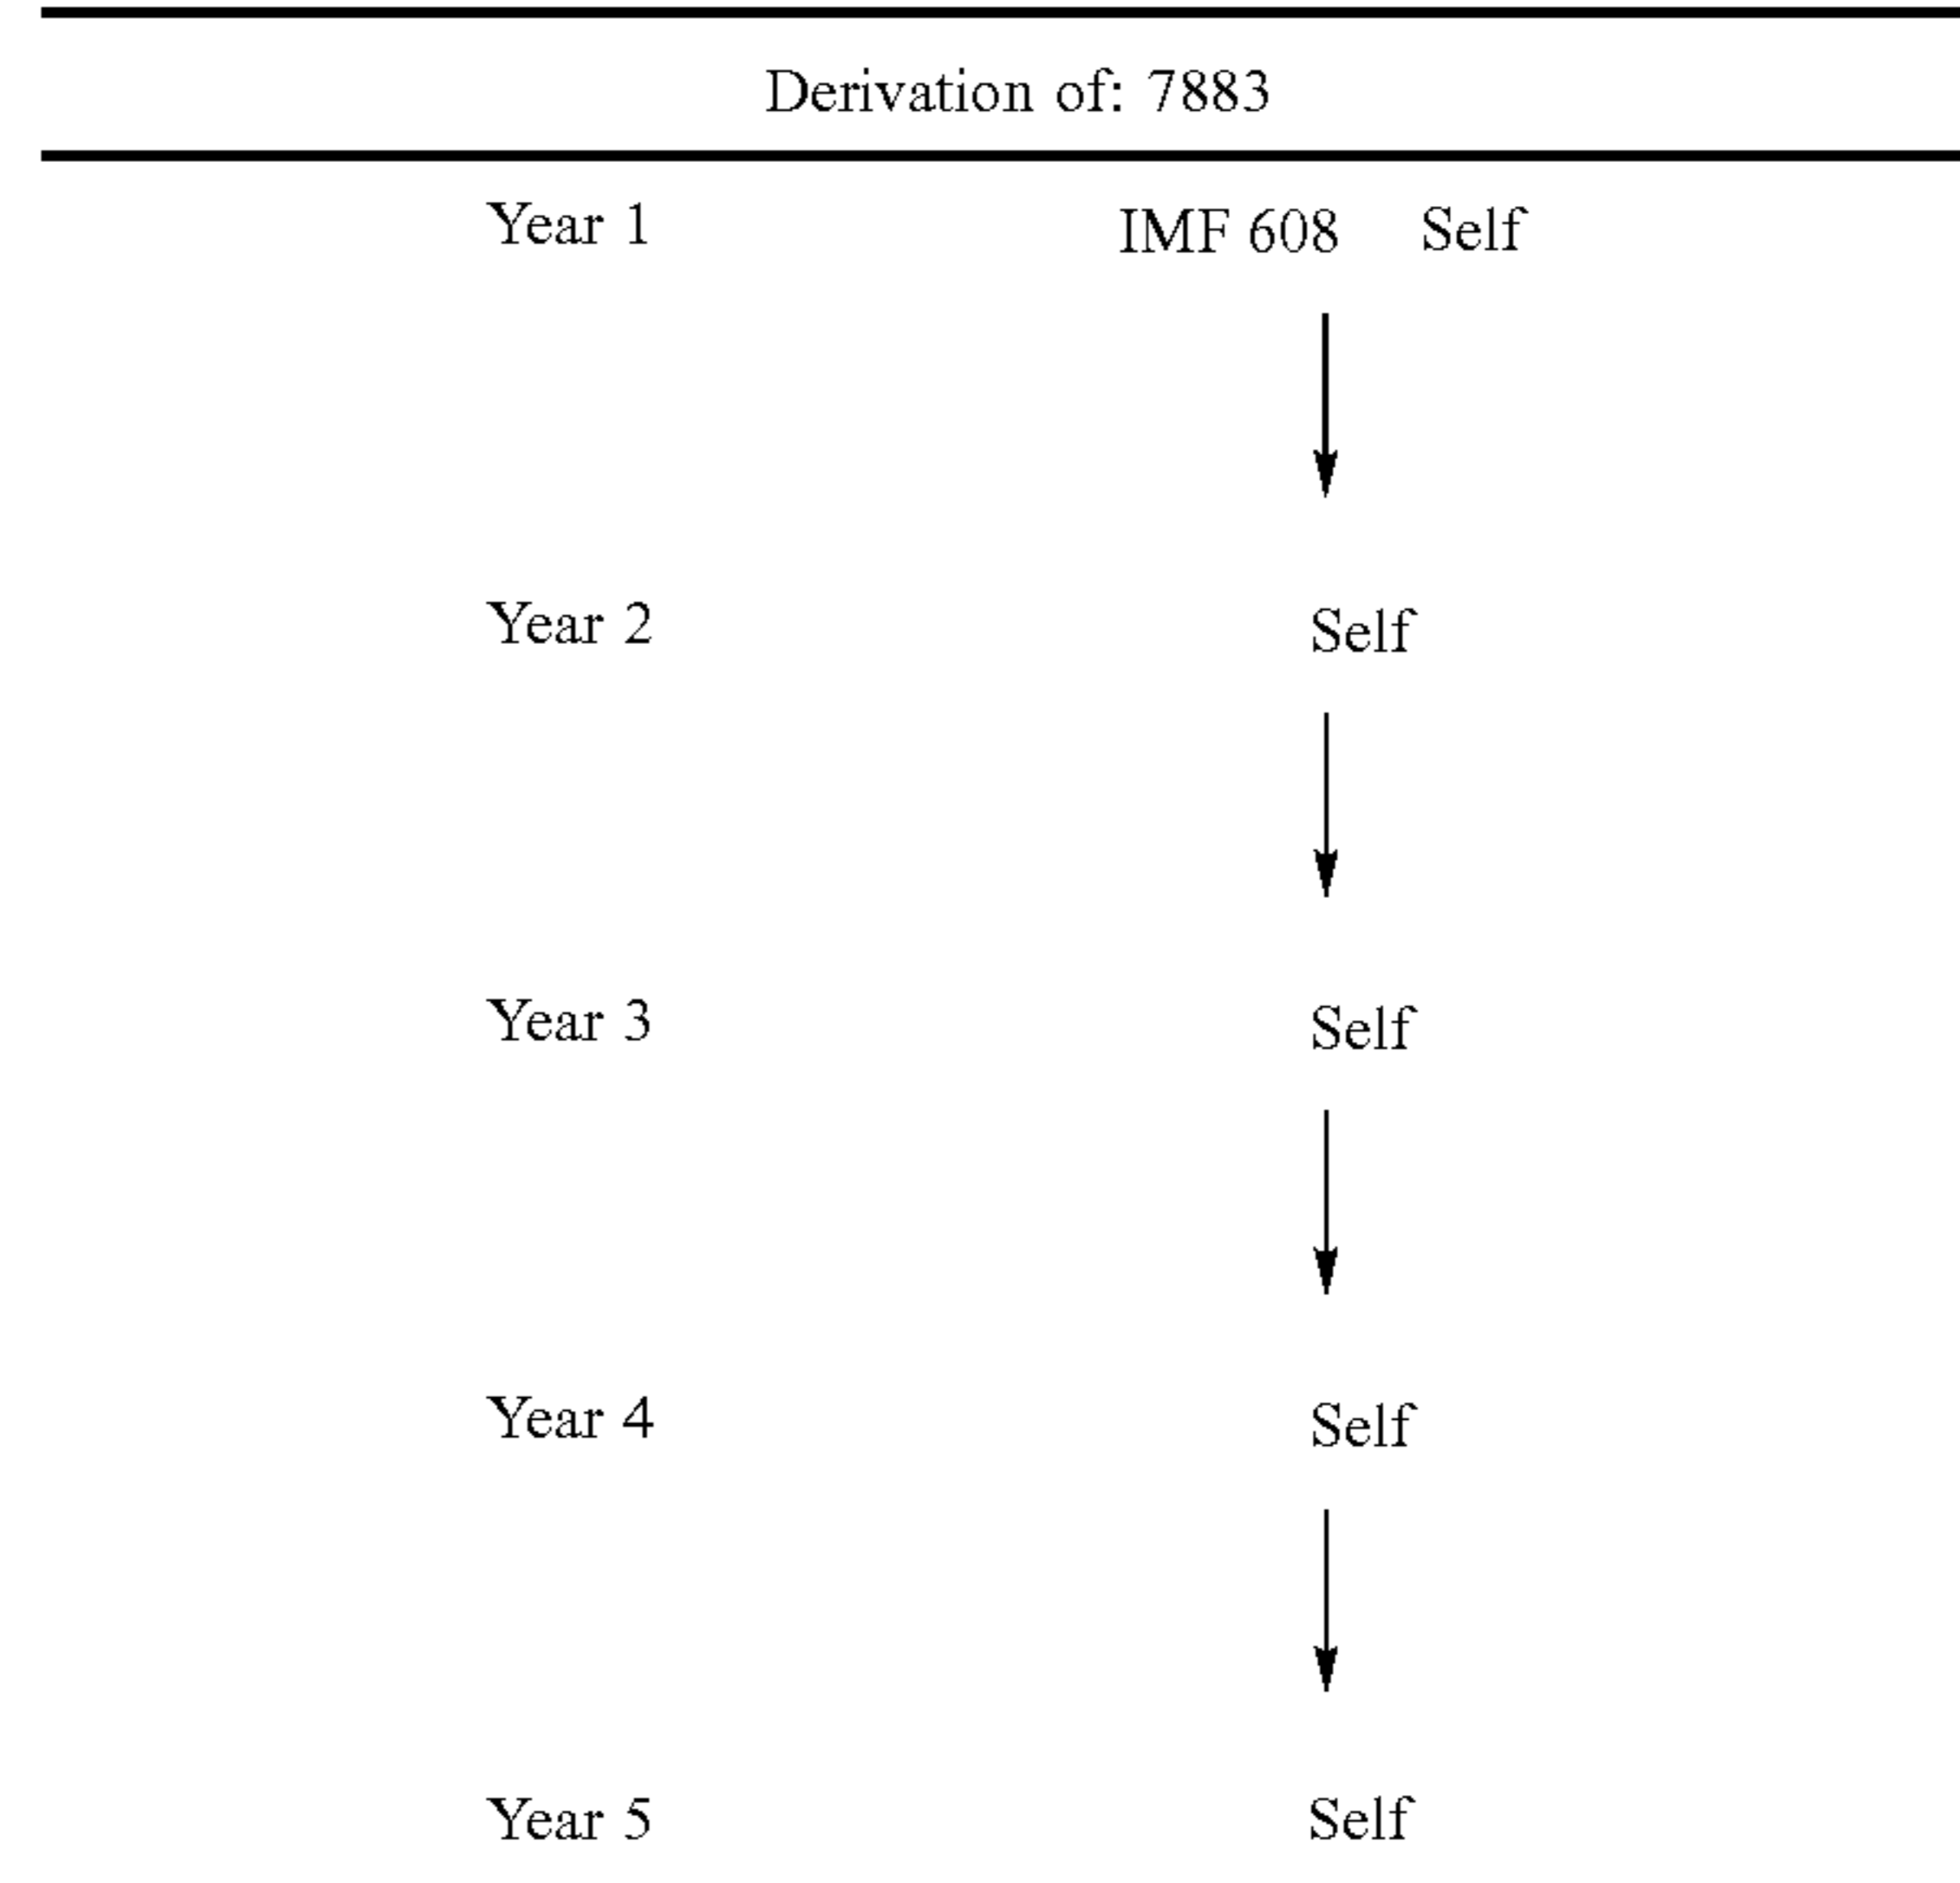 Derivation of: 7883
Year 1 IMF 608 Self
Year 2 Self
Year 3 Self
Year 4 Self
Year 5 Self